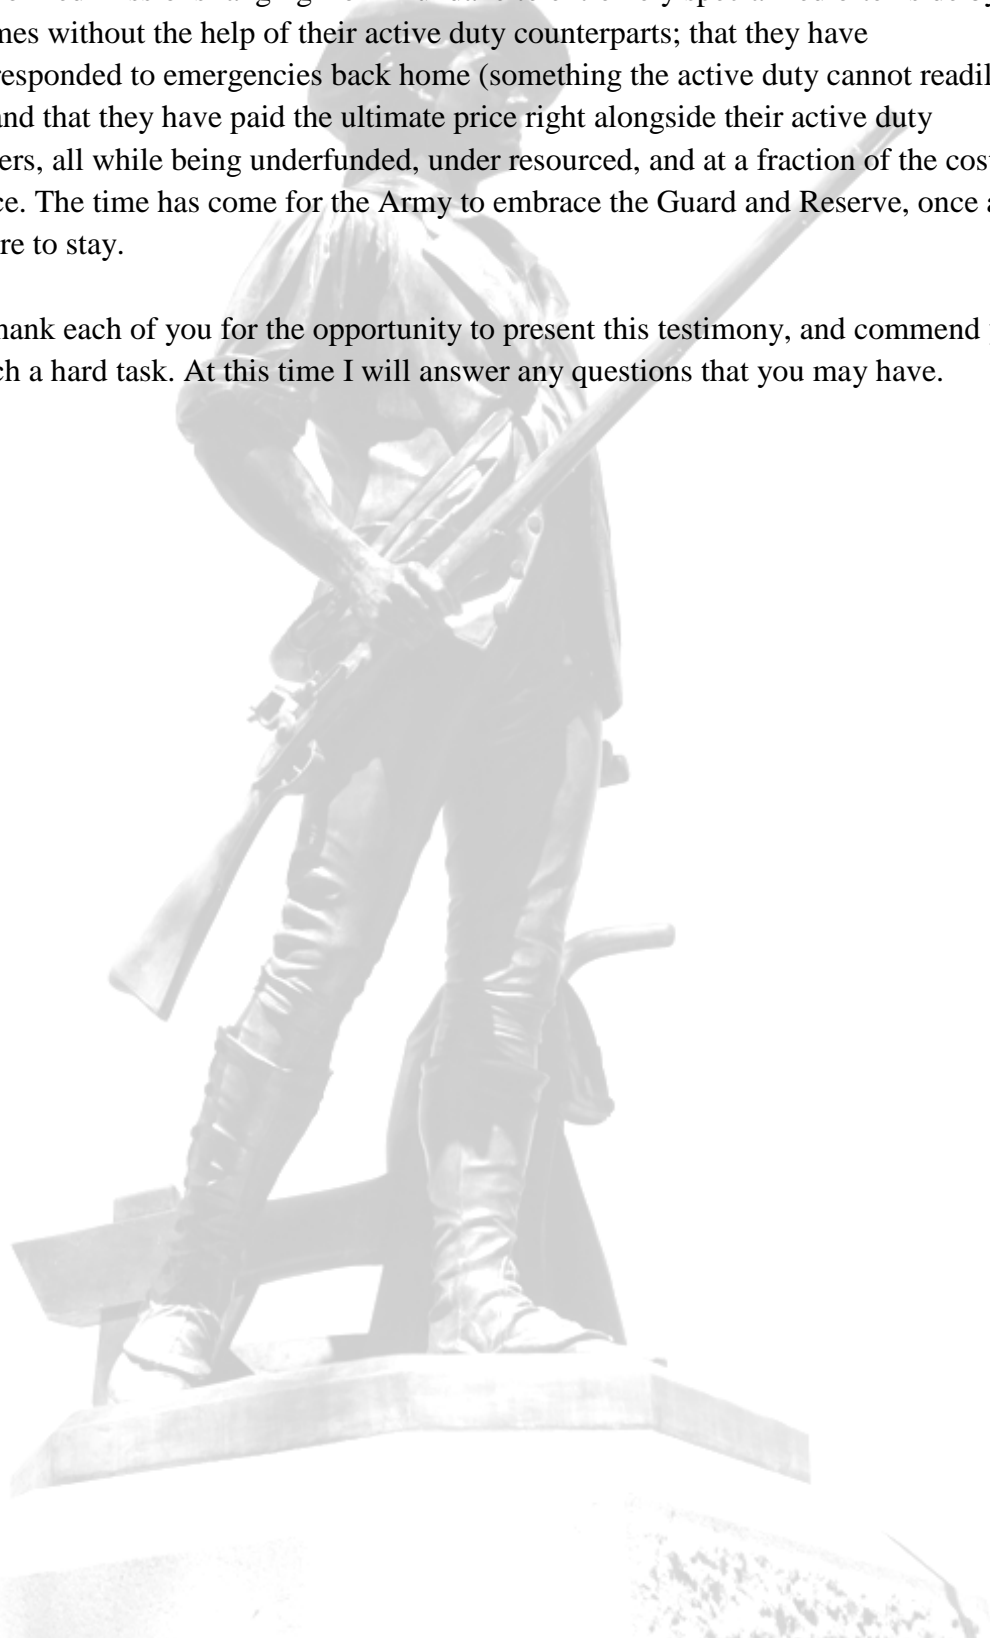 mes without the help of their active duty counterparts; that they have
responded to emergencies back home (something the active duty cannot readil
and that they have paid the ultimate price right alongside their active duty
ers, all while being underfunded, under resourced, and at a fraction of the cos
ce. The time has come for the Army to embrace the Guard and Reserve, once a
re to stay.
hank each of you for the opportunity to present this testimony, and commend
ch a hard task. At this time I will answer any questions that you may have.